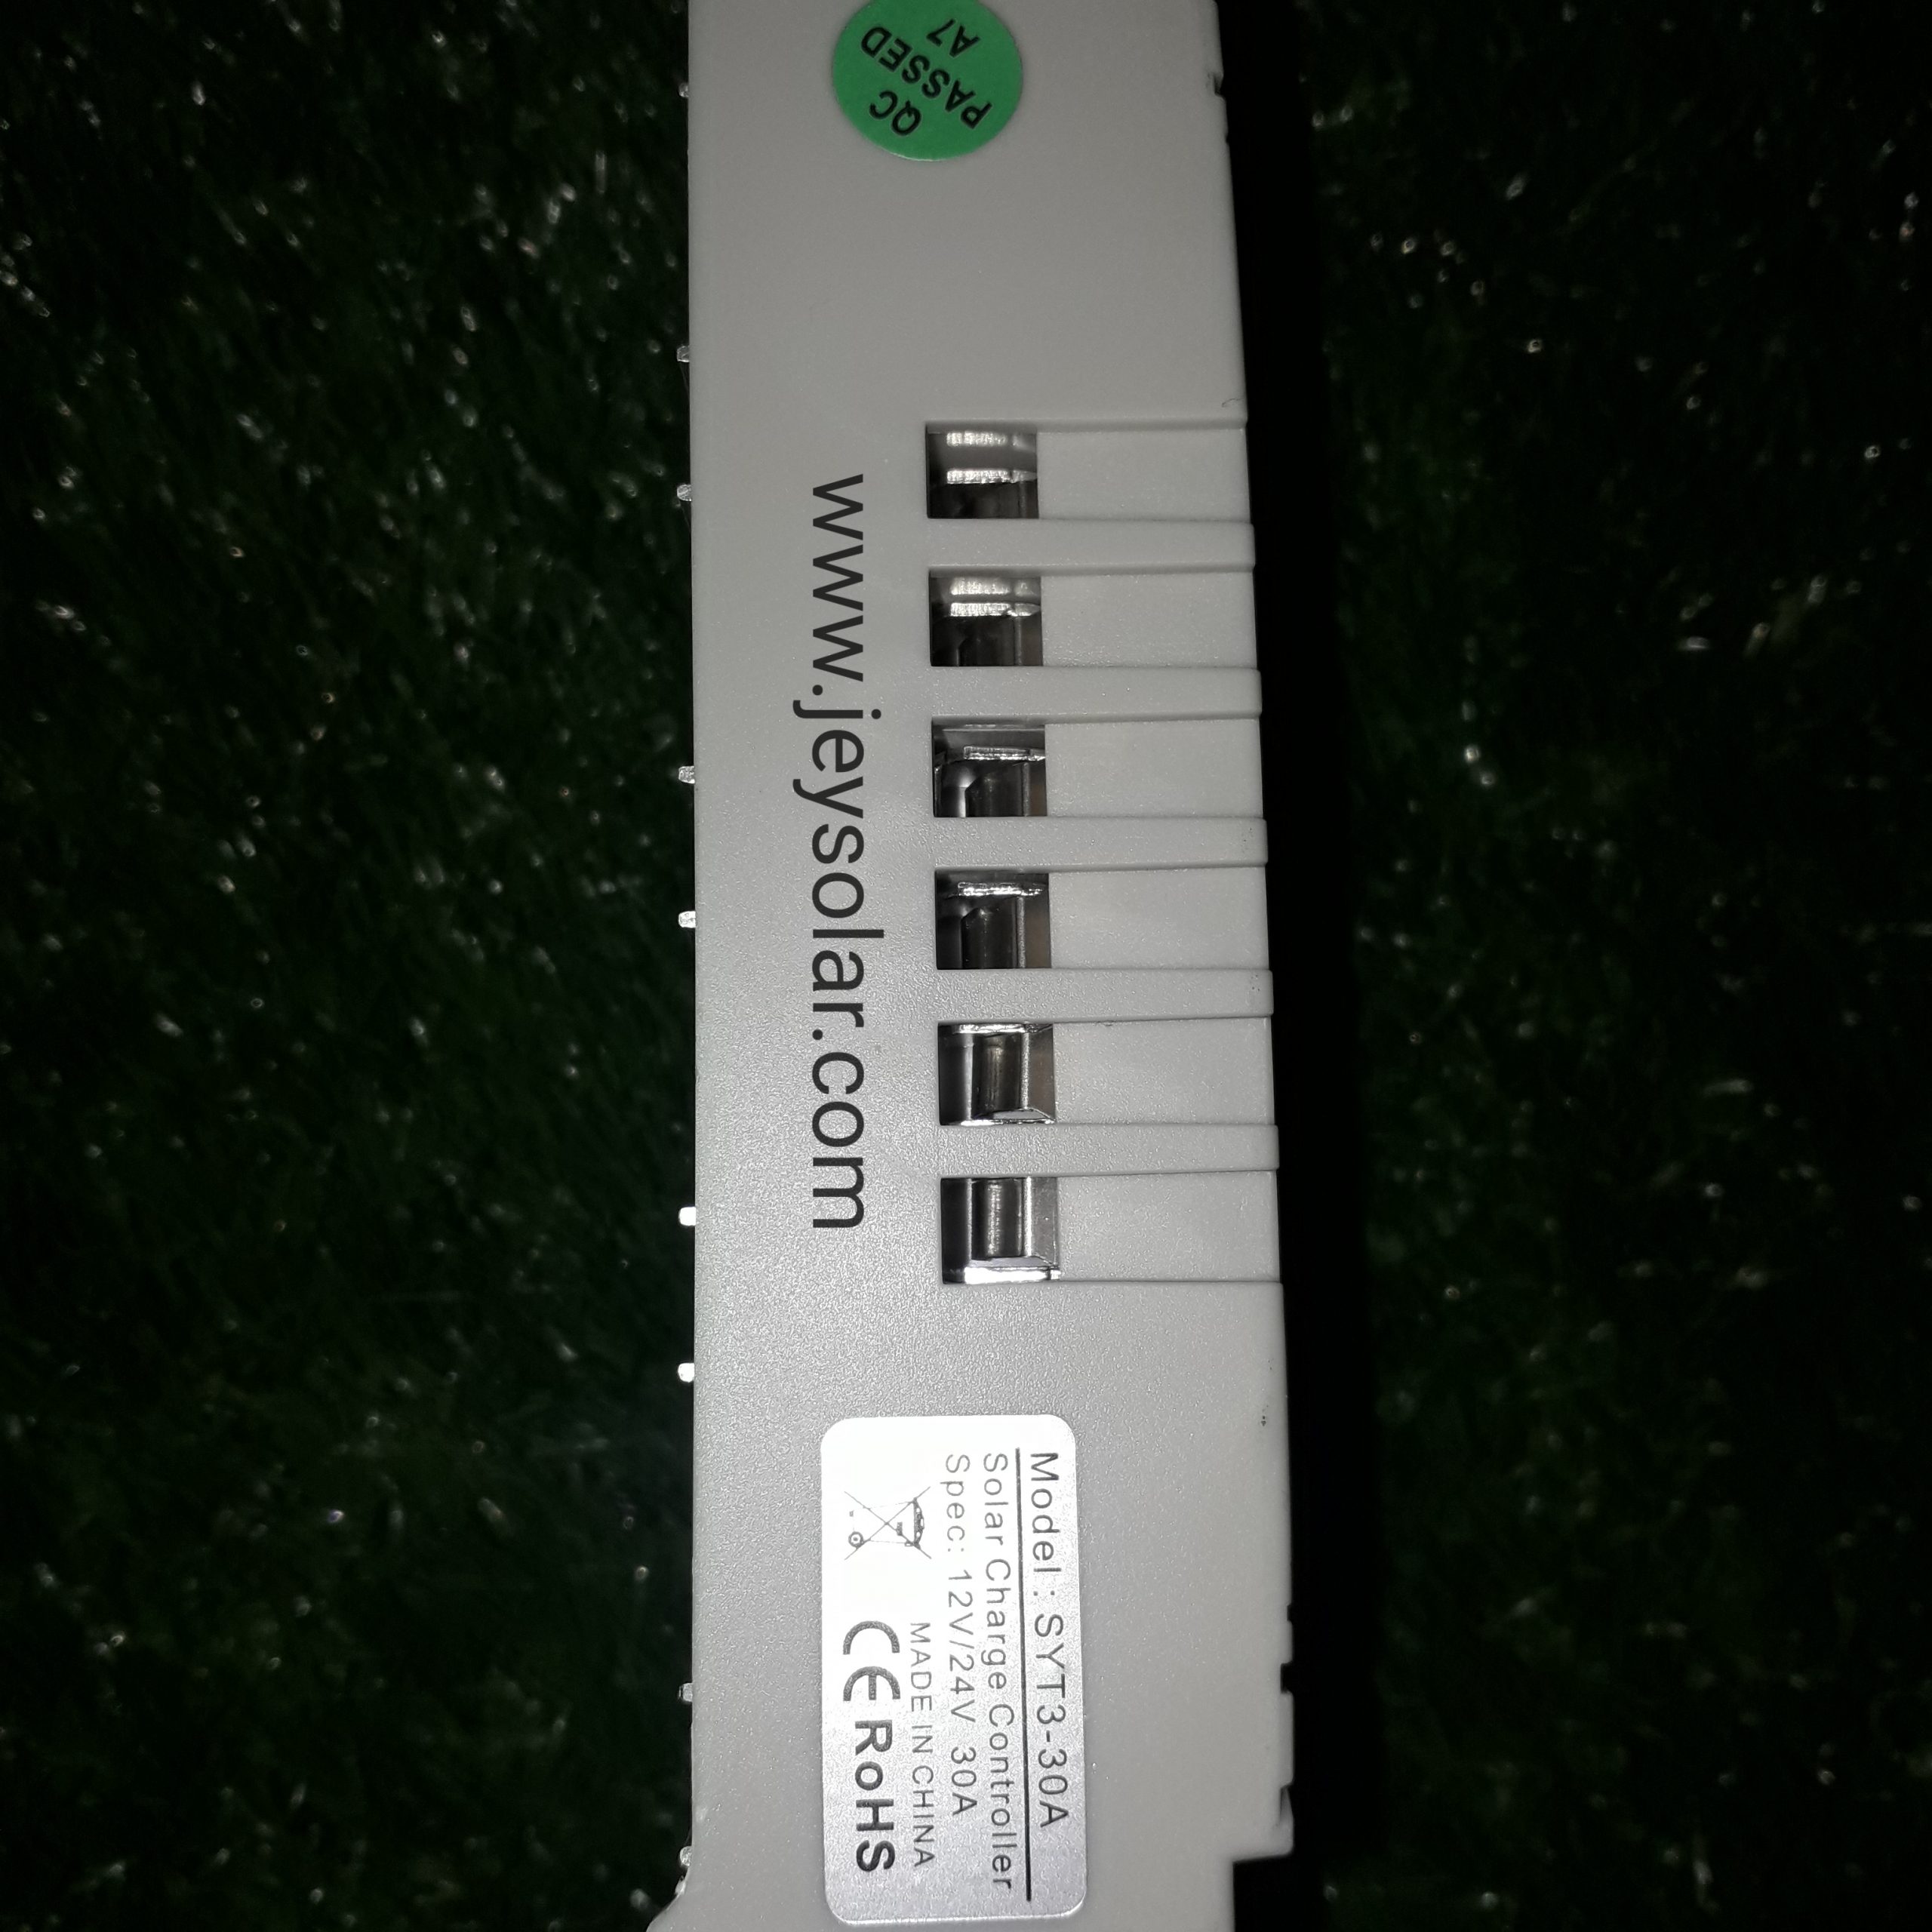 QC
PASSED
A7
www.jeysolar.com
Model: SYT3-30A
Solar Charge Controller
Spec: 12V/24V 30A
MADE IN CHINA
CE RoHS